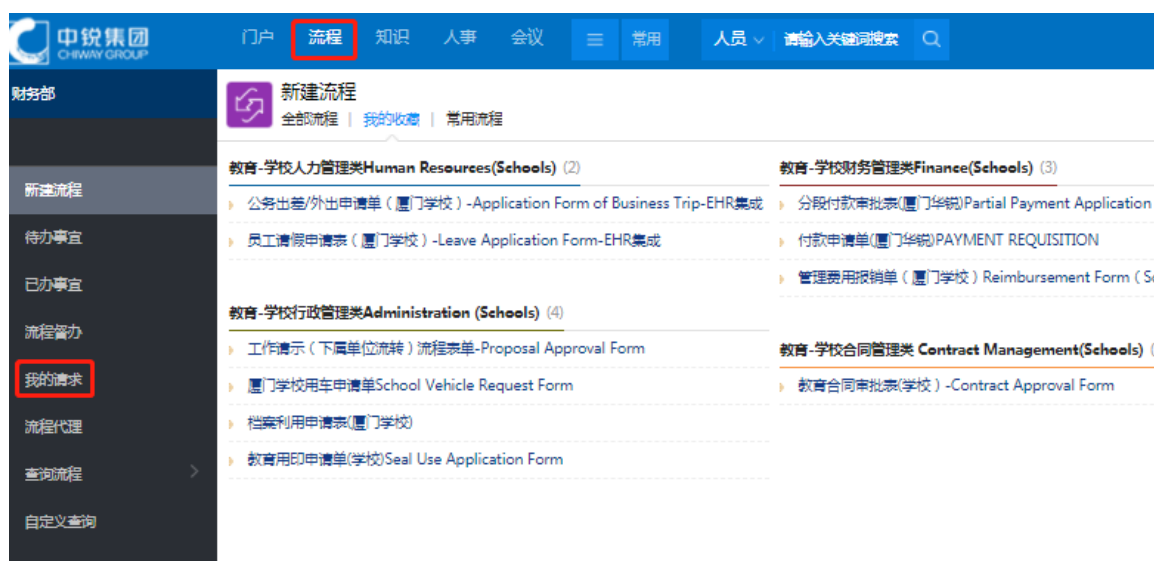 中锐集团
CHIWAY GROUP
门户 流程 知识 人事 会议 常用 人员 请输入关键词搜索
财务部
新建流程
全部流程 | 我的收藏 | 常用流程
新建流程
待办事宜
已办事宜
流程督办
我的请求
流程代理
查询流程
自定义查询
教育-学校人力管理类Human Resources(Schools) (2)
公务出差/外出申请单（厦门学校）-Application Form of Business Trip-EHR集成
员工请假申请表（厦门学校）-Leave Application Form-EHR集成
教育-学校行政管理类Administration (Schools) (4)
工作请示（下属单位流转）流程表单-Proposal Approval Form
厦门学校用车申请单School Vehicle Request Form
档案利用申请表(厦门学校)
教育用印申请单(学校)Seal Use Application Form
教育-学校财务管理类Finance(Schools) (3)
分段付款审批表(厦门华锐)Partial Payment Application
付款申请单(厦门华锐)PAYMENT REQUISITION
管理费用报销单（厦门学校）Reimbursement Form（S
教育-学校合同管理类 Contract Management(Schools) (
教育合同审批表(学校）-Contract Approval Form